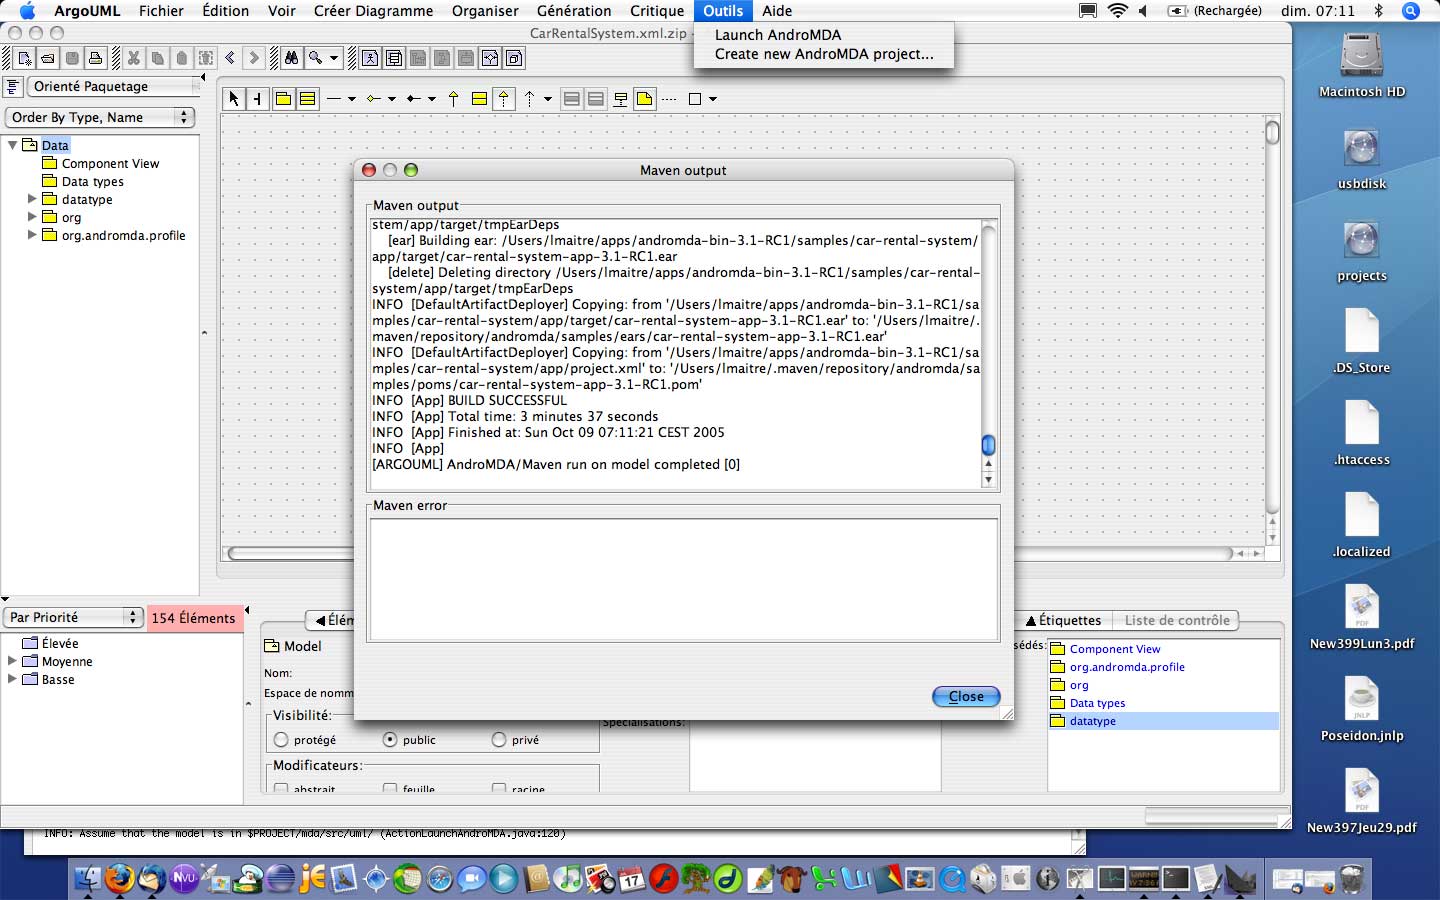 ArgoUML Fichier Édition Voir Créer Diagramme Organiser Génération Critique Outils Aide (Rechargée) dim. 07:11
CarRentalSystem.xml.zip -
Launch AndroMDA
Create new AndroMDA project...
Orienté Paquetage
Order By Type, Name
Data
Component View
Data types
datatype
org
org.andromda.profile
Maven output
Maven output
stem/app/target/tmpEarDeps
[ear] Building ear: /Users/lmaitre/apps/andromda-bin-3.1-RC1/samples/car-rental-system/
app/target/car-rental-system-app-3.1-RC1.ear
[delete] Deleting directory /Users/lmaitre/apps/andromda-bin-3.1-RC1/samples/car-rental-
system/app/target/tmpEarDeps
INFO [DefaultArtifactDeployer] Copying: from '/Users/lmaitre/apps/andromda-bin-3.1-RC1/sa
mples/car-rental-system/app/target/car-rental-system-app-3.1-RC1.ear' to: '/Users/lmaitre/.
maven/repository/andromda/samples/ears/car-rental-system-app-3.1-RC1.ear'
INFO [DefaultArtifactDeployer] Copying: from '/Users/lmaitre/apps/andromda-bin-3.1-RC1/sa
mples/car-rental-system/app/project.xml' to: '/Users/lmaitre/.maven/repository/andromda/sa
mples/poms/car-rental-system-app-3.1-RC1.pom'
INFO [App] BUILD SUCCESSFUL
INFO [App] Total time: 3 minutes 37 seconds
INFO [App] Finished at: Sun Oct 09 07:11:21 CEST 2005
INFO [App]
[ARGOUML] AndroMDA/Maven run on model completed [0]
Maven error
Close
Par Priorité
154 Éléments
Élevée
Moyenne
Basse
Élém
Étiquettes
Liste de contrôle
Model
Nom:
Espace de nomm
Visibilité:
protégé
public
privé
Modificateurs:
abstrait
feuille
racine
Spécialisations:
sédés:
Component View
org.andromda.profile
org
Data types
datatype
INFO: Assume that the model is in $PROJECT/mda/src/uml/ (ActionLaunchAndroMDA.java:120)
Macintosh HD
usbdisk
projects
.DS_Store
.htaccess
.localized
PDF
New399Lun3.pdf
JNLP
Poseidon.jnlp
PDF
New397Jeu29.pdf
NVU
17